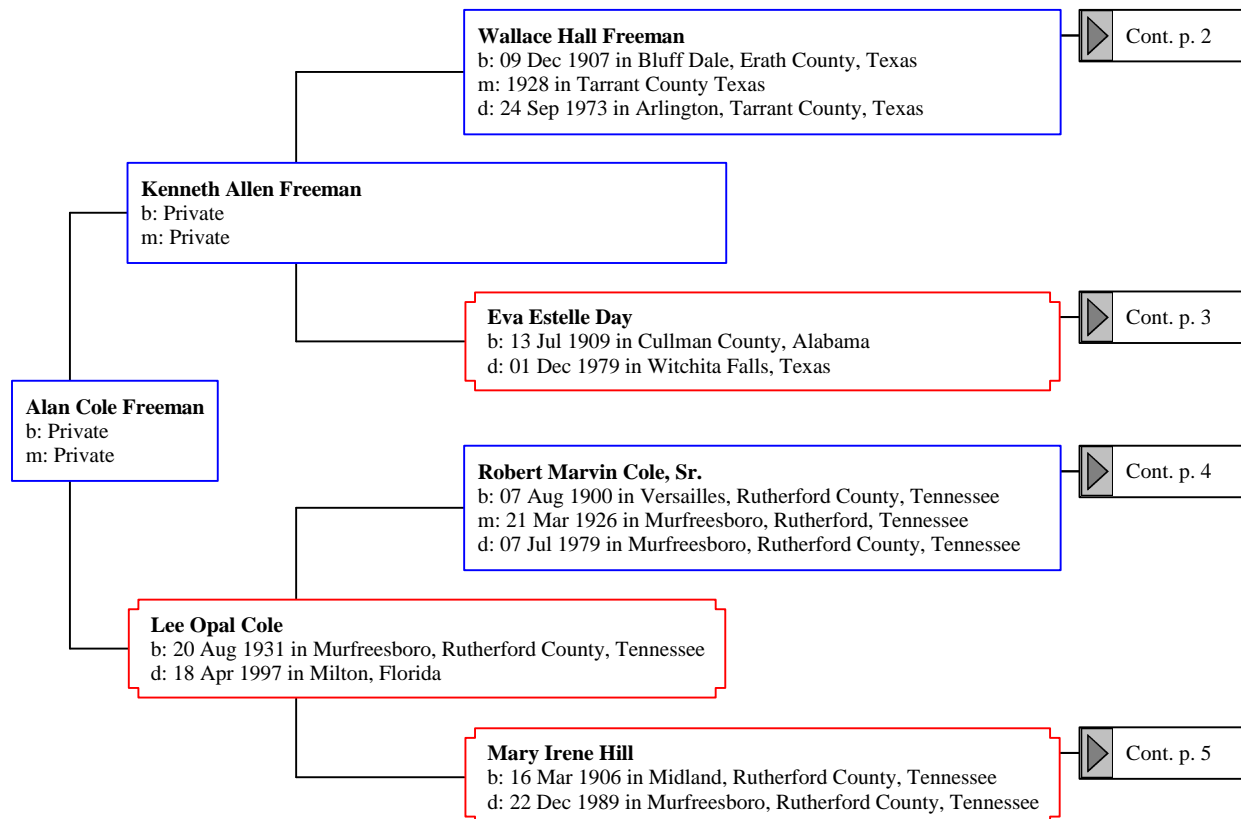 Wallace Hall Freeman
b: 09 Dec 1907 in Bluff Dale, Erath County, Texas
m: 1928 in Tarrant County Texas
d: 24 Sep 1973 in Arlington, Tarrant County, Texas
Cont. p. 2
Kenneth Allen Freeman
b: Private
m: Private
Eva Estelle Day
b: 13 Jul 1909 in Cullman County, Alabama
d: 01 Dec 1979 in Witchita Falls, Texas
Cont. p. 3
Alan Cole Freeman
b: Private
m: Private
Robert Marvin Cole, Sr.
b: 07 Aug 1900 in Versailles, Rutherford County, Tennessee
m: 21 Mar 1926 in Murfreesboro, Rutherford, Tennessee
d: 07 Jul 1979 in Murfreesboro, Rutherford County, Tennessee
Cont. p. 4
Lee Opal Cole
b: 20 Aug 1931 in Murfreesboro, Rutherford County, Tennessee
d: 18 Apr 1997 in Milton, Florida
Mary Irene Hill
b: 16 Mar 1906 in Midland, Rutherford County, Tennessee
d: 22 Dec 1989 in Murfreesboro, Rutherford County, Tennessee
Cont. p. 5